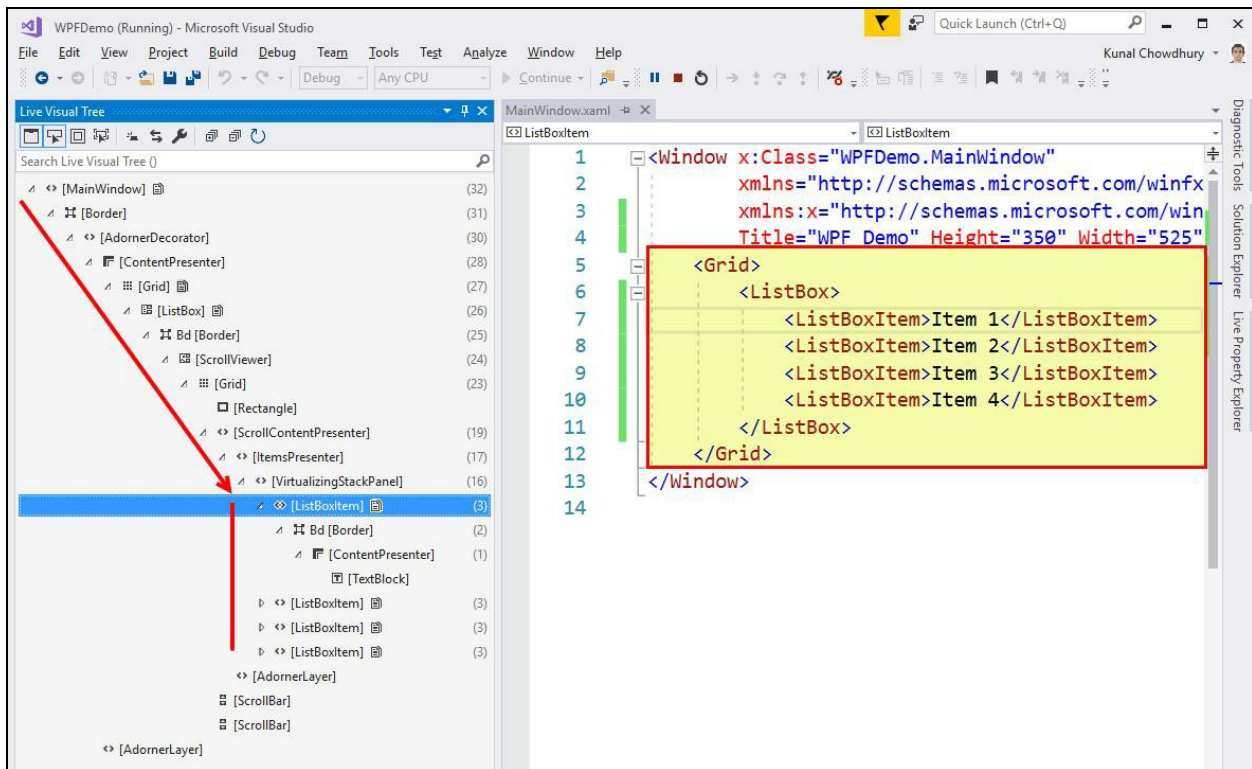 WPFDemo (Running) - Microsoft Visual Studio
Quick Launch (Ctrl+Q)
File Edit View Project Build Debug Team Tools Test Analyze Window Help
Kunal Chowdhury
Debug Any CPU Continue
Live Visual Tree
Search Live Visual Tree ()
[MainWindow] (32)
[Border] (31)
[AdornerDecorator] (30)
[ContentPresenter] (28)
[Grid] (27)
[ListBox] (26)
Bd [Border] (25)
[ScrollViewer] (24)
[Grid] (23)
[Rectangle]
[ScrollContentPresenter] (19)
[ItemsPresenter] (17)
[VirtualizingStackPanel] (16)
[ListBoxItem] (3)
Bd [Border] (2)
[ContentPresenter] (1)
[TextBlock]
[ListBoxItem] (3)
[ListBoxItem] (3)
[ListBoxItem] (3)
[AdornerLayer]
[ScrollBar]
[ScrollBar]
[AdornerLayer]
MainWindow.xaml
ListBoxItem ListBoxItem
1 <Window x:Class="WPFDemo.MainWindow"
2 xmlns="http://schemas.microsoft.com/winfx
3 xmlns:x="http://schemas.microsoft.com/win
4 Title="WPF Demo" Height="350" Width="525"
5 <Grid>
6 <ListBox>
7 <ListBoxItem>Item 1</ListBoxItem>
8 <ListBoxItem>Item 2</ListBoxItem>
9 <ListBoxItem>Item 3</ListBoxItem>
10 <ListBoxItem>Item 4</ListBoxItem>
11 </ListBox>
12 </Grid>
13 </Window>
14
Diagnostic Tools
Solution Explorer
Live Property Explorer